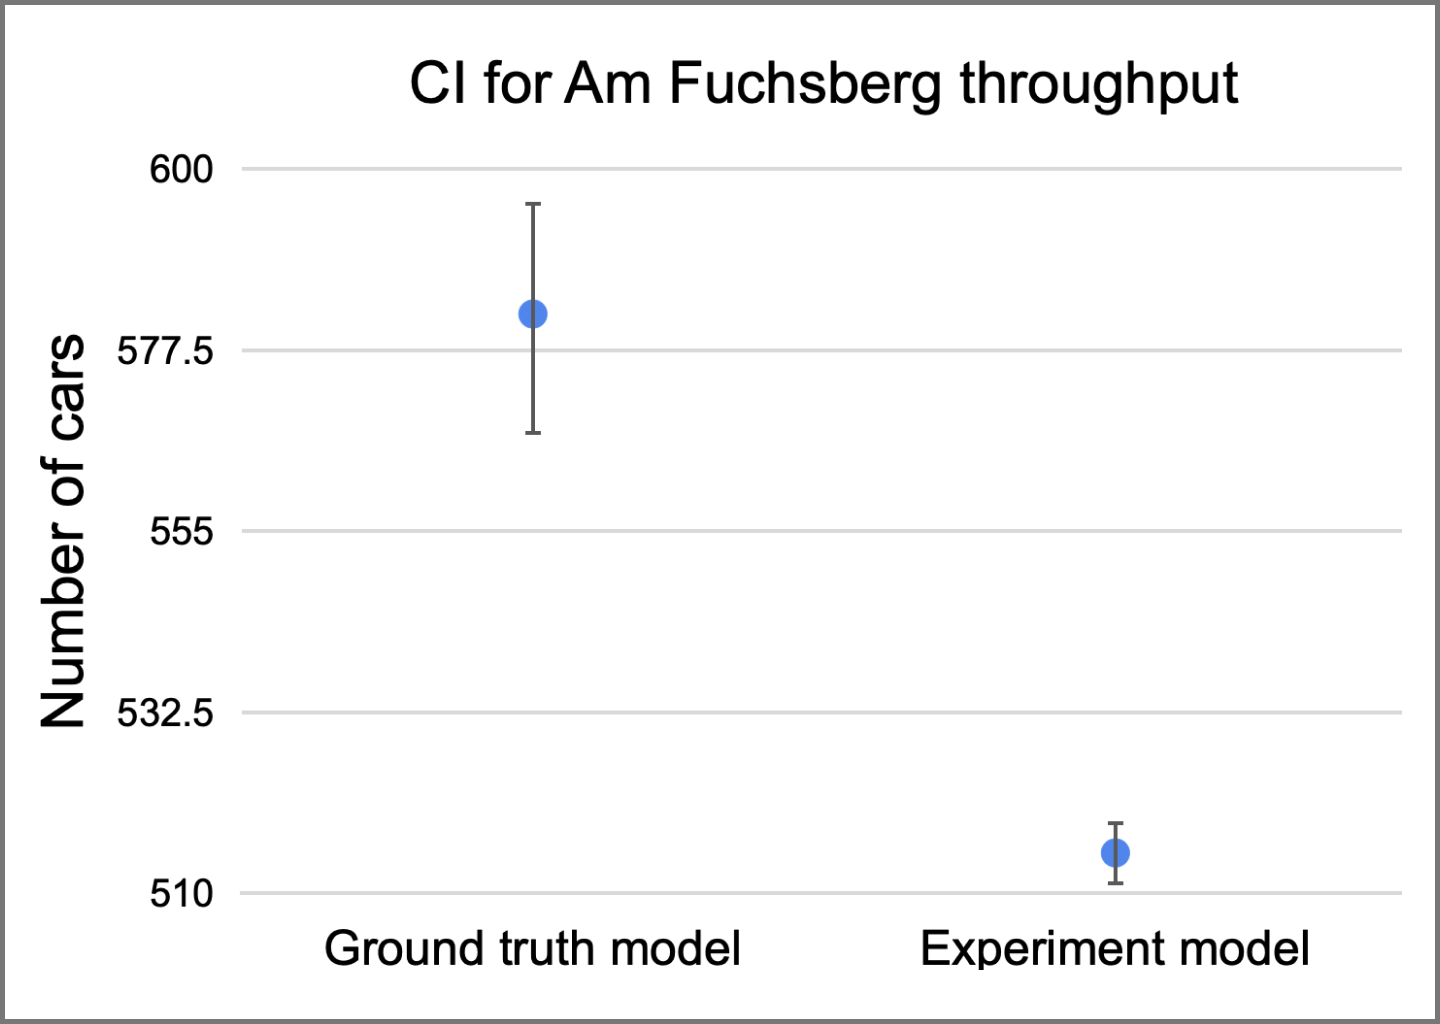 CI for Am Fuchsberg throughput
Number of cars
600
577.5
555
532.5
510
Ground truth model
Experiment model